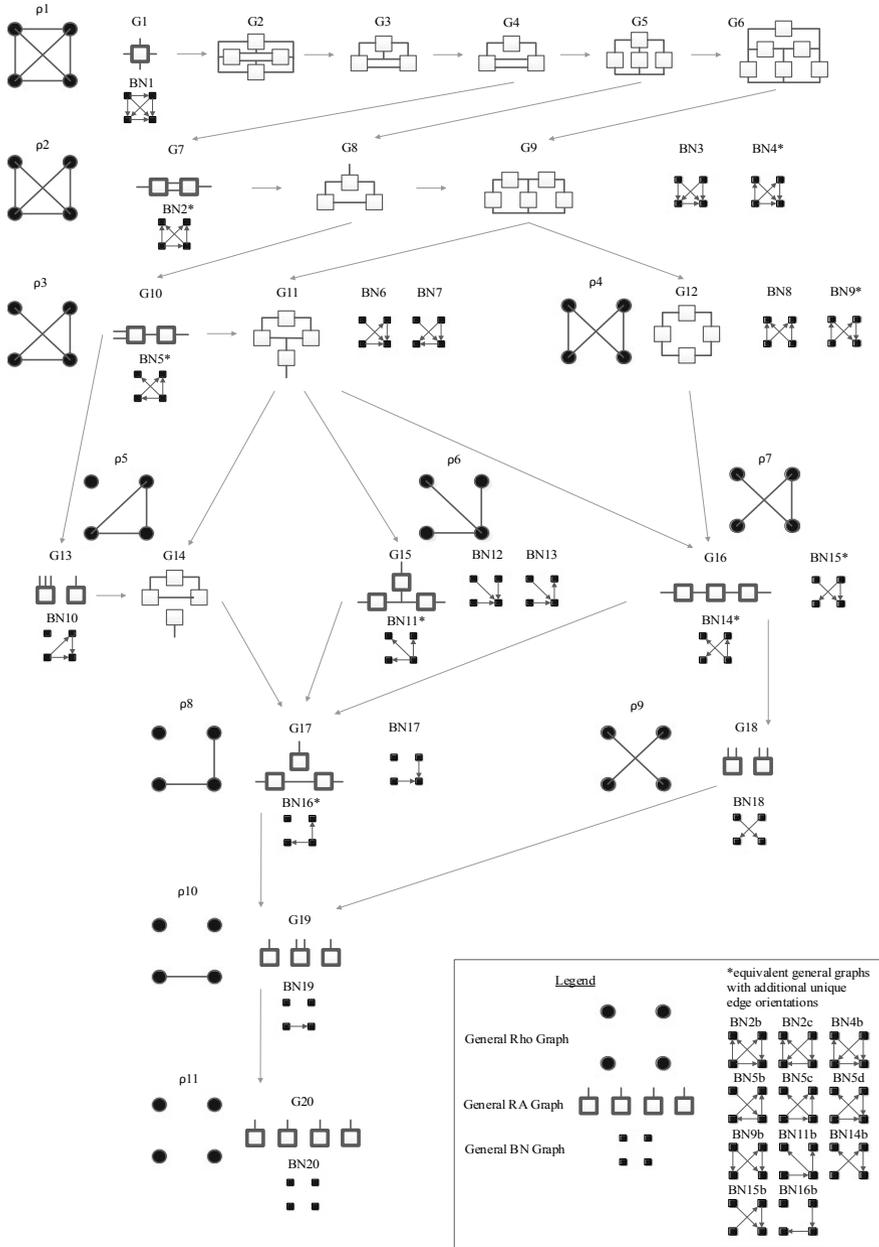 ρ1
G1
G2
G3
G4
G5
G6
BN1
ρ2
G7
G8
G9
BN3
BN4*
BN2*
ρ3
G10
G11
BN6
BN7
ρ4
G12
BN8
BN9*
BN5*
ρ5
ρ6
ρ7
G13
G14
G15
BN12
BN13
G16
BN15*
BN10
BN11*
BN14*
ρ8
G17
BN17
ρ9
G18
BN16*
BN18
ρ10
G19
BN19
ρ11
G20
BN20
Legend
General Rho Graph
General RA Graph
General BN Graph
*equivalent general graphs
with additional unique
edge orientations
BN2b
BN2c
BN4b
BN5b
BN5c
BN5d
BN9b
BN11b
BN14b
BN15b
BN16b